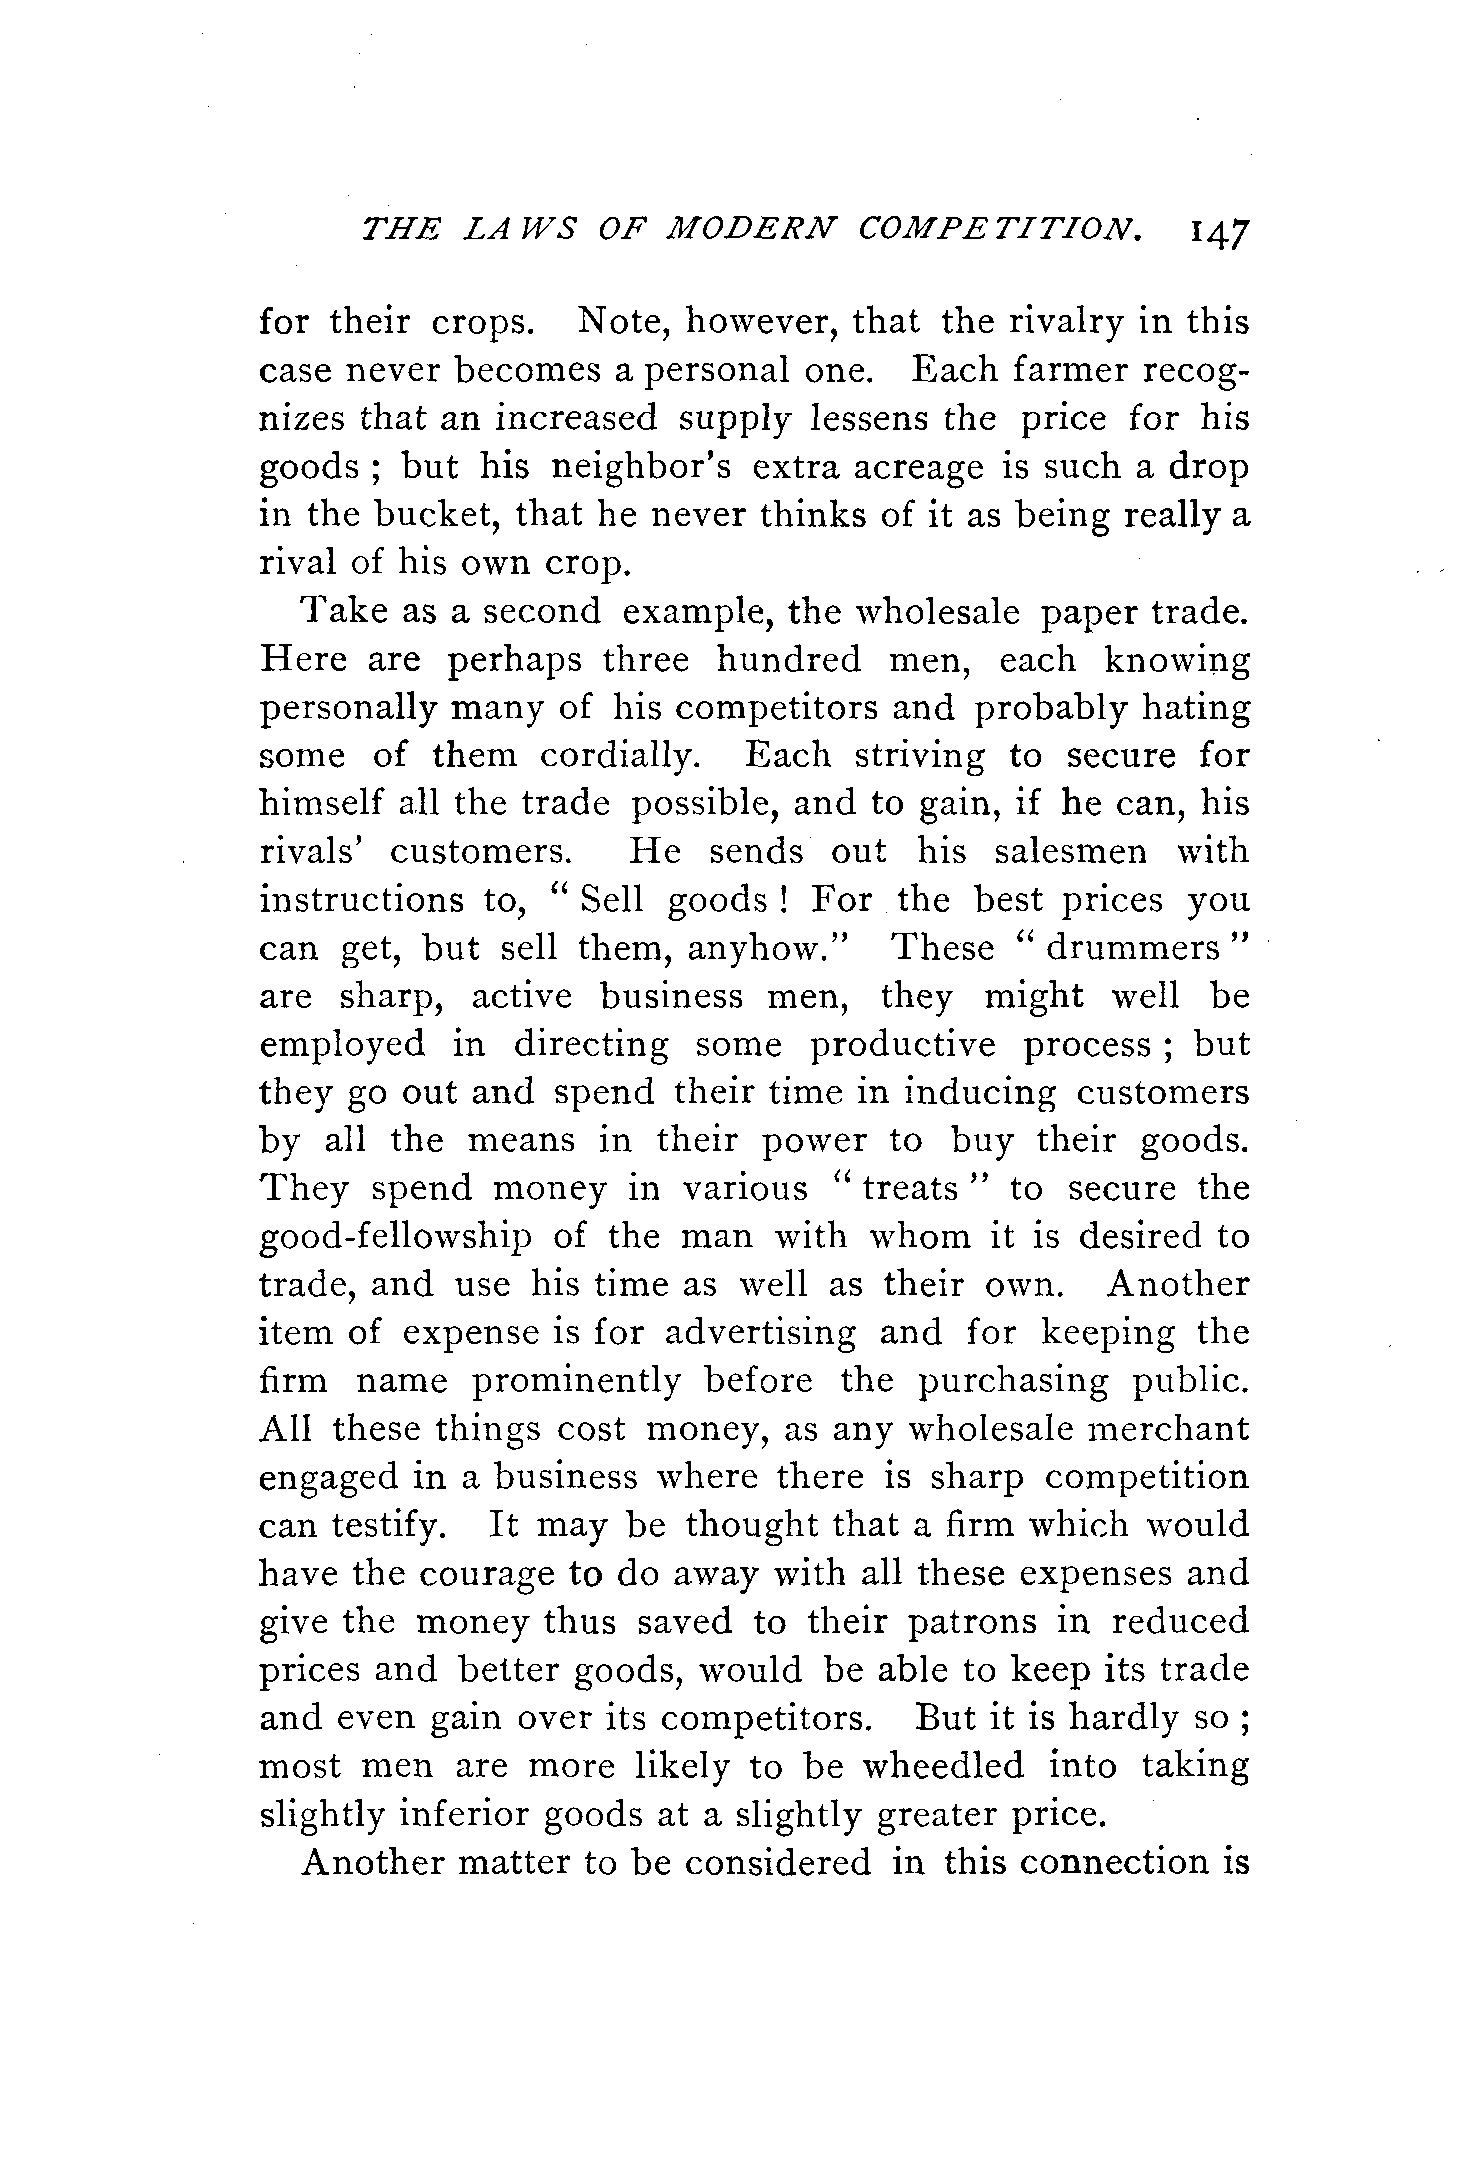 THE LAWS OF MODERN COMPETITION. 147
for their crops. Note, however, that the rivalry in this
case never becomes a personal one. Each farmer recog-
nizes that an increased supply lessens the price for his
goods ; but his neighbor's extra acreage is such a drop
in the bucket, that he never thinks of it as being really a
rival of his own crop.
Take as a second example, the wholesale paper trade.
Here are perhaps three hundred men, each knowing
personally many of his competitors and probably hating
some of them cordially. Each striving to secure for
himself all the trade possible, and to gain, if he can, his
rivals' customers. He sends out his salesmen with
instructions to, " Sell goods ! For the best prices you
can get, but sell them, anyhow." These " drummers "
are sharp, active business men, they might well be
employed in directing some productive process ; but
they go out and spend their time in inducing customers
by all the means in their power to buy their goods.
They spend money in various " treats " to secure the
good-fellowship of the man with whom it is desired to
trade, and use his time as well as their own. Another
item of expense is for advertising and for keeping the
firm name prominently before the purchasing public.
All these things cost money, as any wholesale merchant
engaged in a business where there is sharp competition
can testify. It may be thought that a firm which would
have the courage to do away with all these expenses and
give the money thus saved to their patrons in reduced
prices and better goods, would be able to keep its trade
and even gain over its competitors. But it is hardly so ;
most men are more likely to be wheedled into taking
slightly inferior goods at a slightly greater price.
Another matter to be considered in this connection is